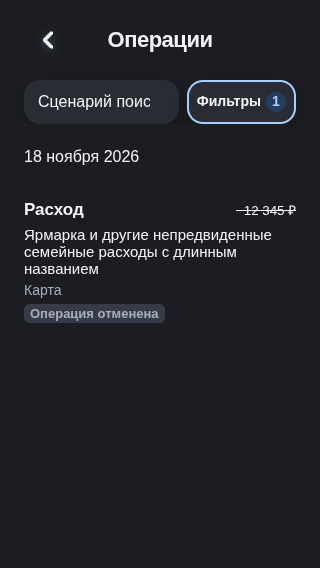 Операции
Сценарий поис
Фильтры 1
18 ноября 2026
Расход
−12 345 ₽
Ярмарка и другие непредвиденные
семейные расходы с длинным
названием
Карта
Операция отменена